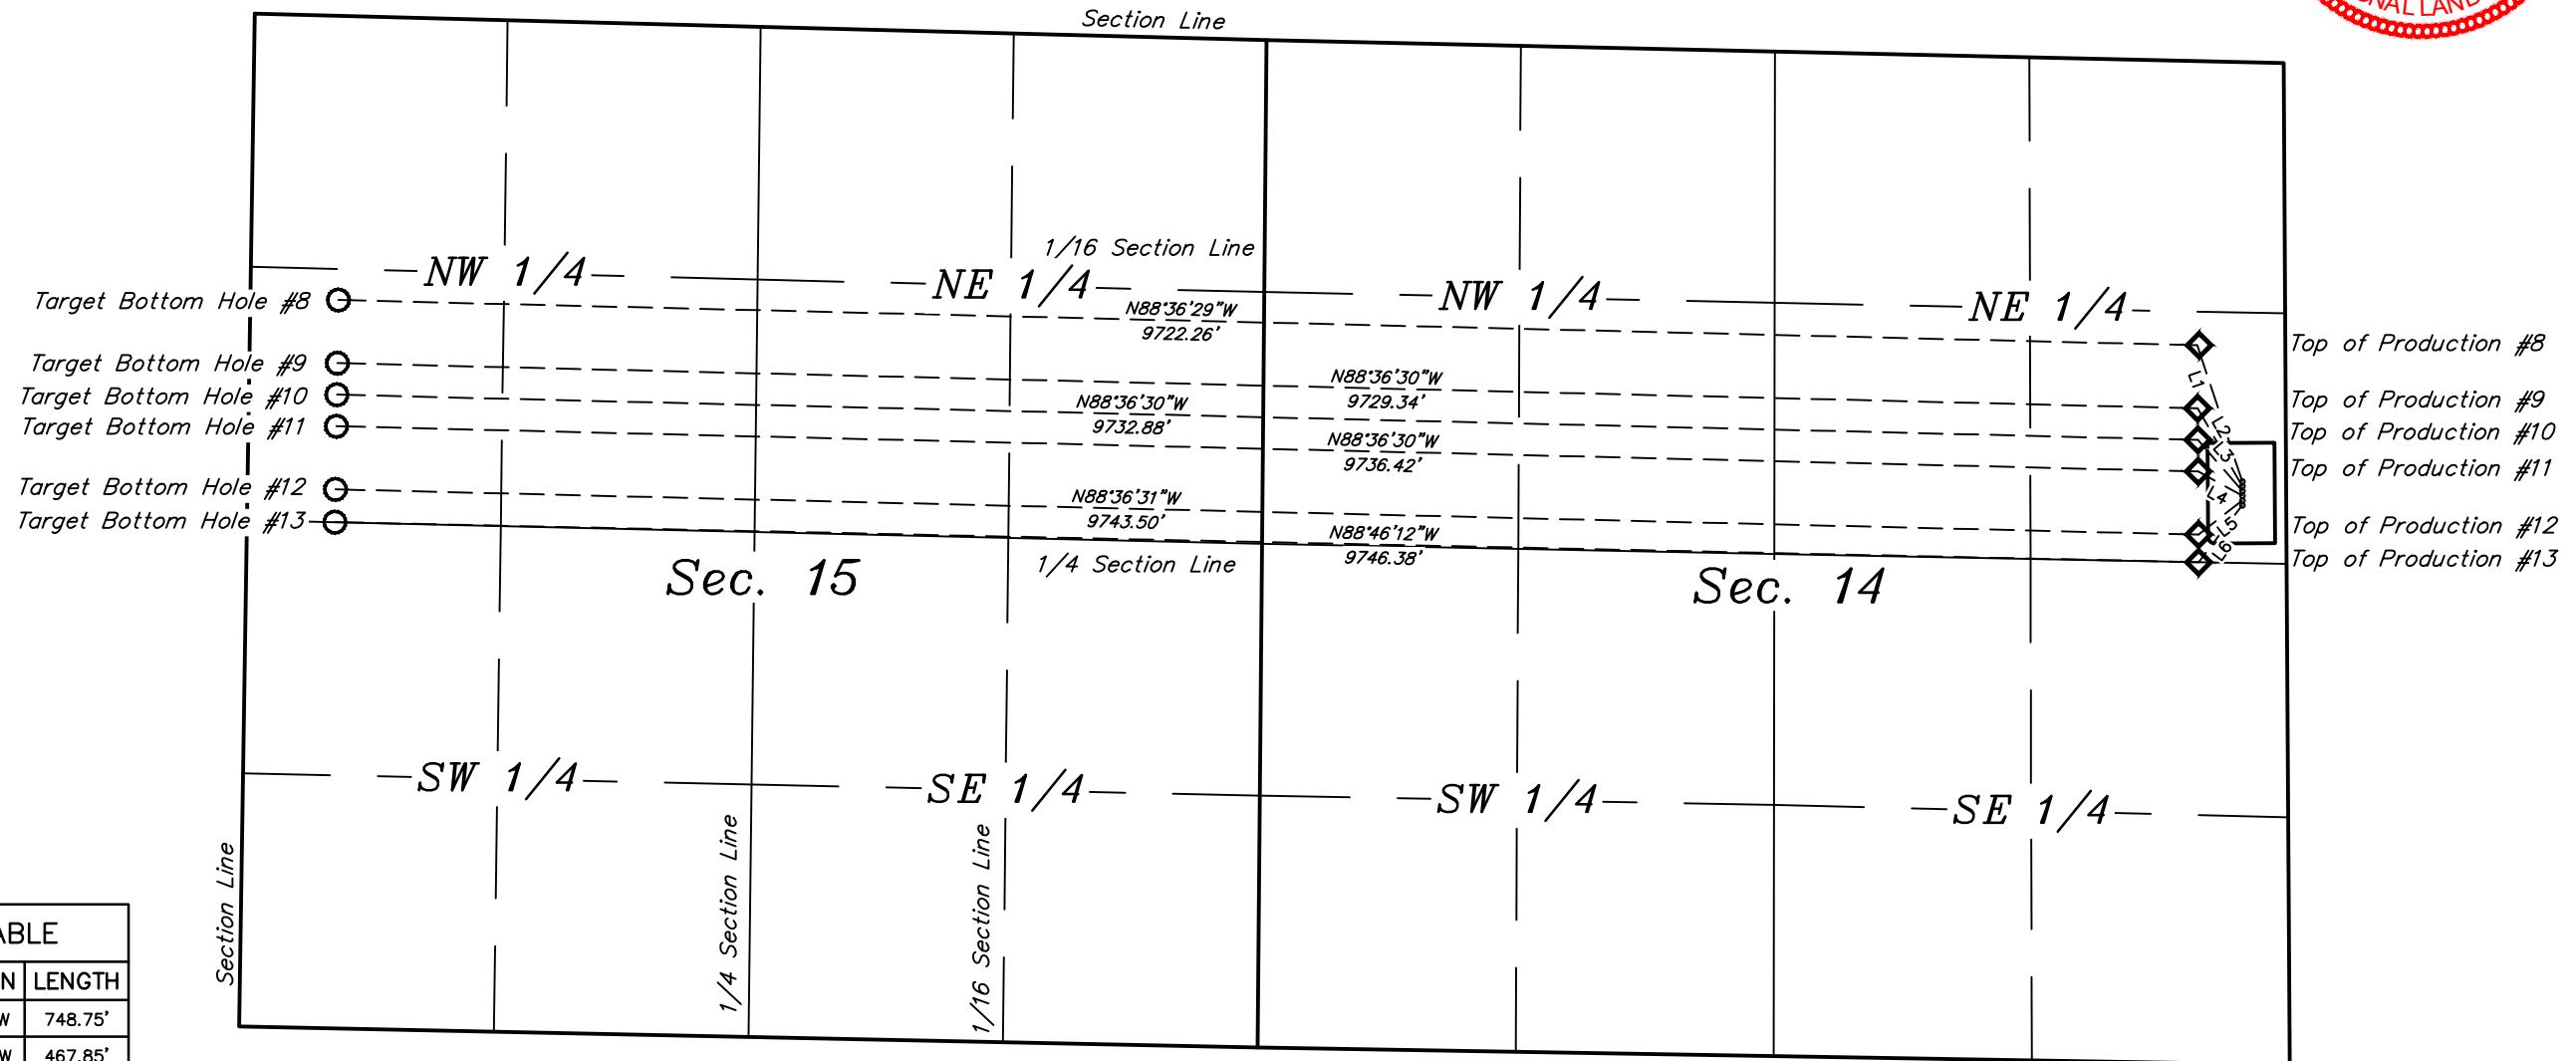 Section Line
NAL LAND
NW 1/4
NE 1/4
1/16 Section Line
NW 1/4
NE 1/4
Target Bottom Hole #8
N88°36'29"W
9722.26'
Top of Production #8
Target Bottom Hole #9
N88°36'30"W
9729.34'
L1
Top of Production #9
Target Bottom Hole #10
N88°36'30"W
9732.88'
L2
Top of Production #10
Target Bottom Hole #11
N88°36'30"W
9736.42'
L3
Top of Production #11
Target Bottom Hole #12
N88°36'31"W
9743.50'
L4
L5
Top of Production #12
Target Bottom Hole #13
N88°46'12"W
9746.38'
L6
Top of Production #13
1/4 Section Line
Sec. 15
Sec. 14
SW 1/4
SE 1/4
SW 1/4
SE 1/4
Section Line
1/4 Section Line
1/16 Section Line
ABLE
N LENGTH
W 748.75'
W 467.85'